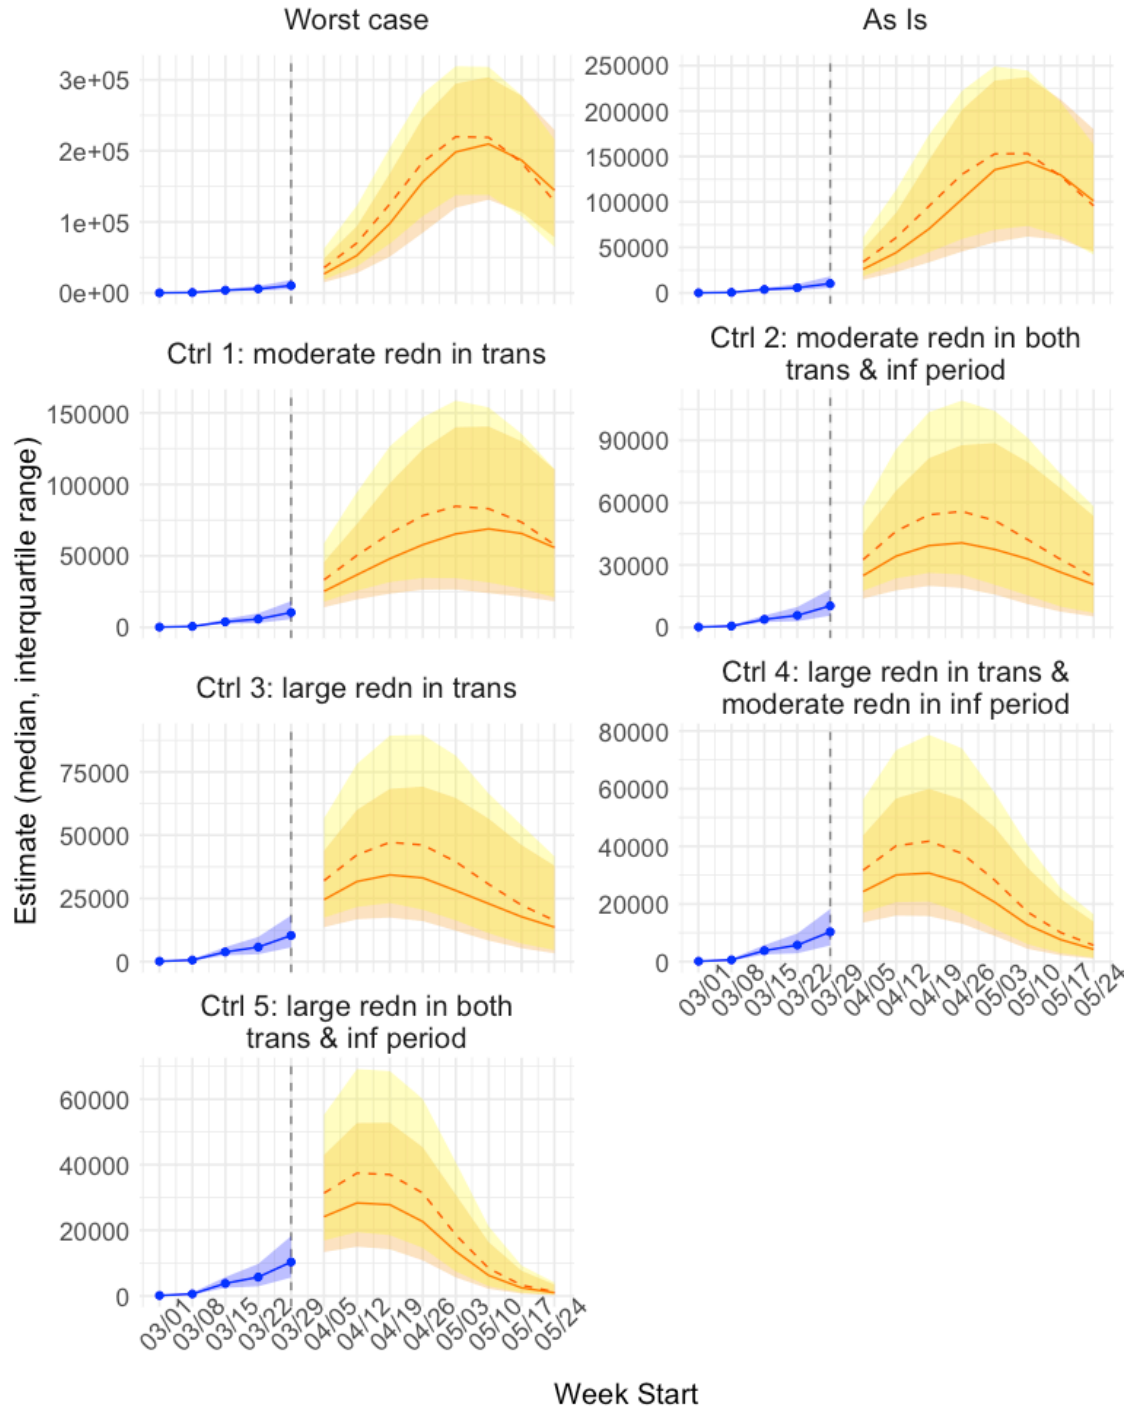 Worst case
As Is
3e+05
2e+05
1e+05
0e+00
250000
200000
150000
100000
50000
0
Ctrl 1: moderate redn in trans
Ctrl 2: moderate redn in both
trans & inf period
150000
100000
50000
0
90000
60000
30000
0
Ctrl 3: large redn in trans
Ctrl 4: large redn in trans &
moderate redn in inf period
75000
50000
25000
0
80000
60000
40000
20000
0
03/01 03/08 03/15 03/22 03/29 04/05 04/12 04/19 04/26 05/03 05/10 05/17 05/24
Ctrl 5: large redn in both
trans & inf period
60000
40000
20000
0
03/01 03/08 03/15 03/22 03/29 04/05 04/12 04/19 04/26 05/03 05/10 05/17 05/24
Estimate (median, interquartile range)
Week Start